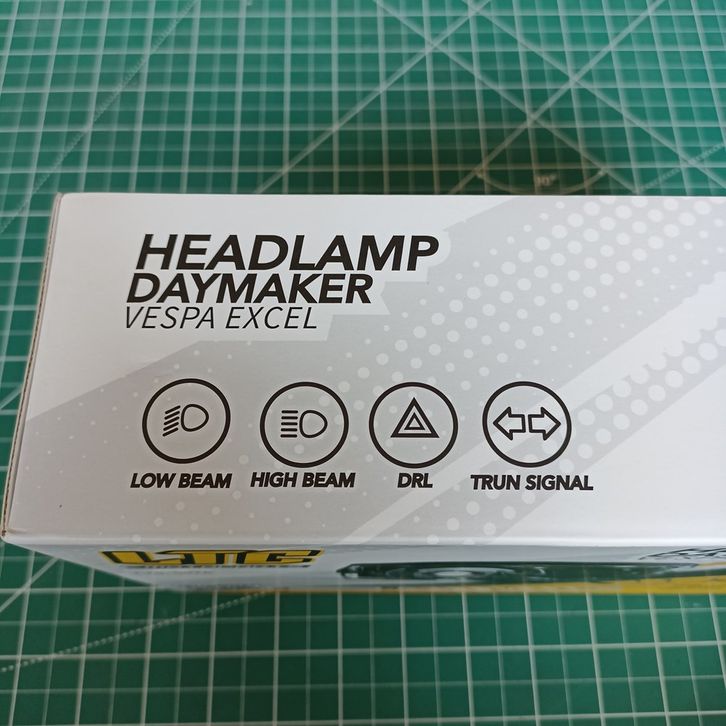 HEADLAMP
DAYMAKER
VESPA EXCEL
LOW BEAM
HIGH BEAM
DRL
TRUN SIGNAL